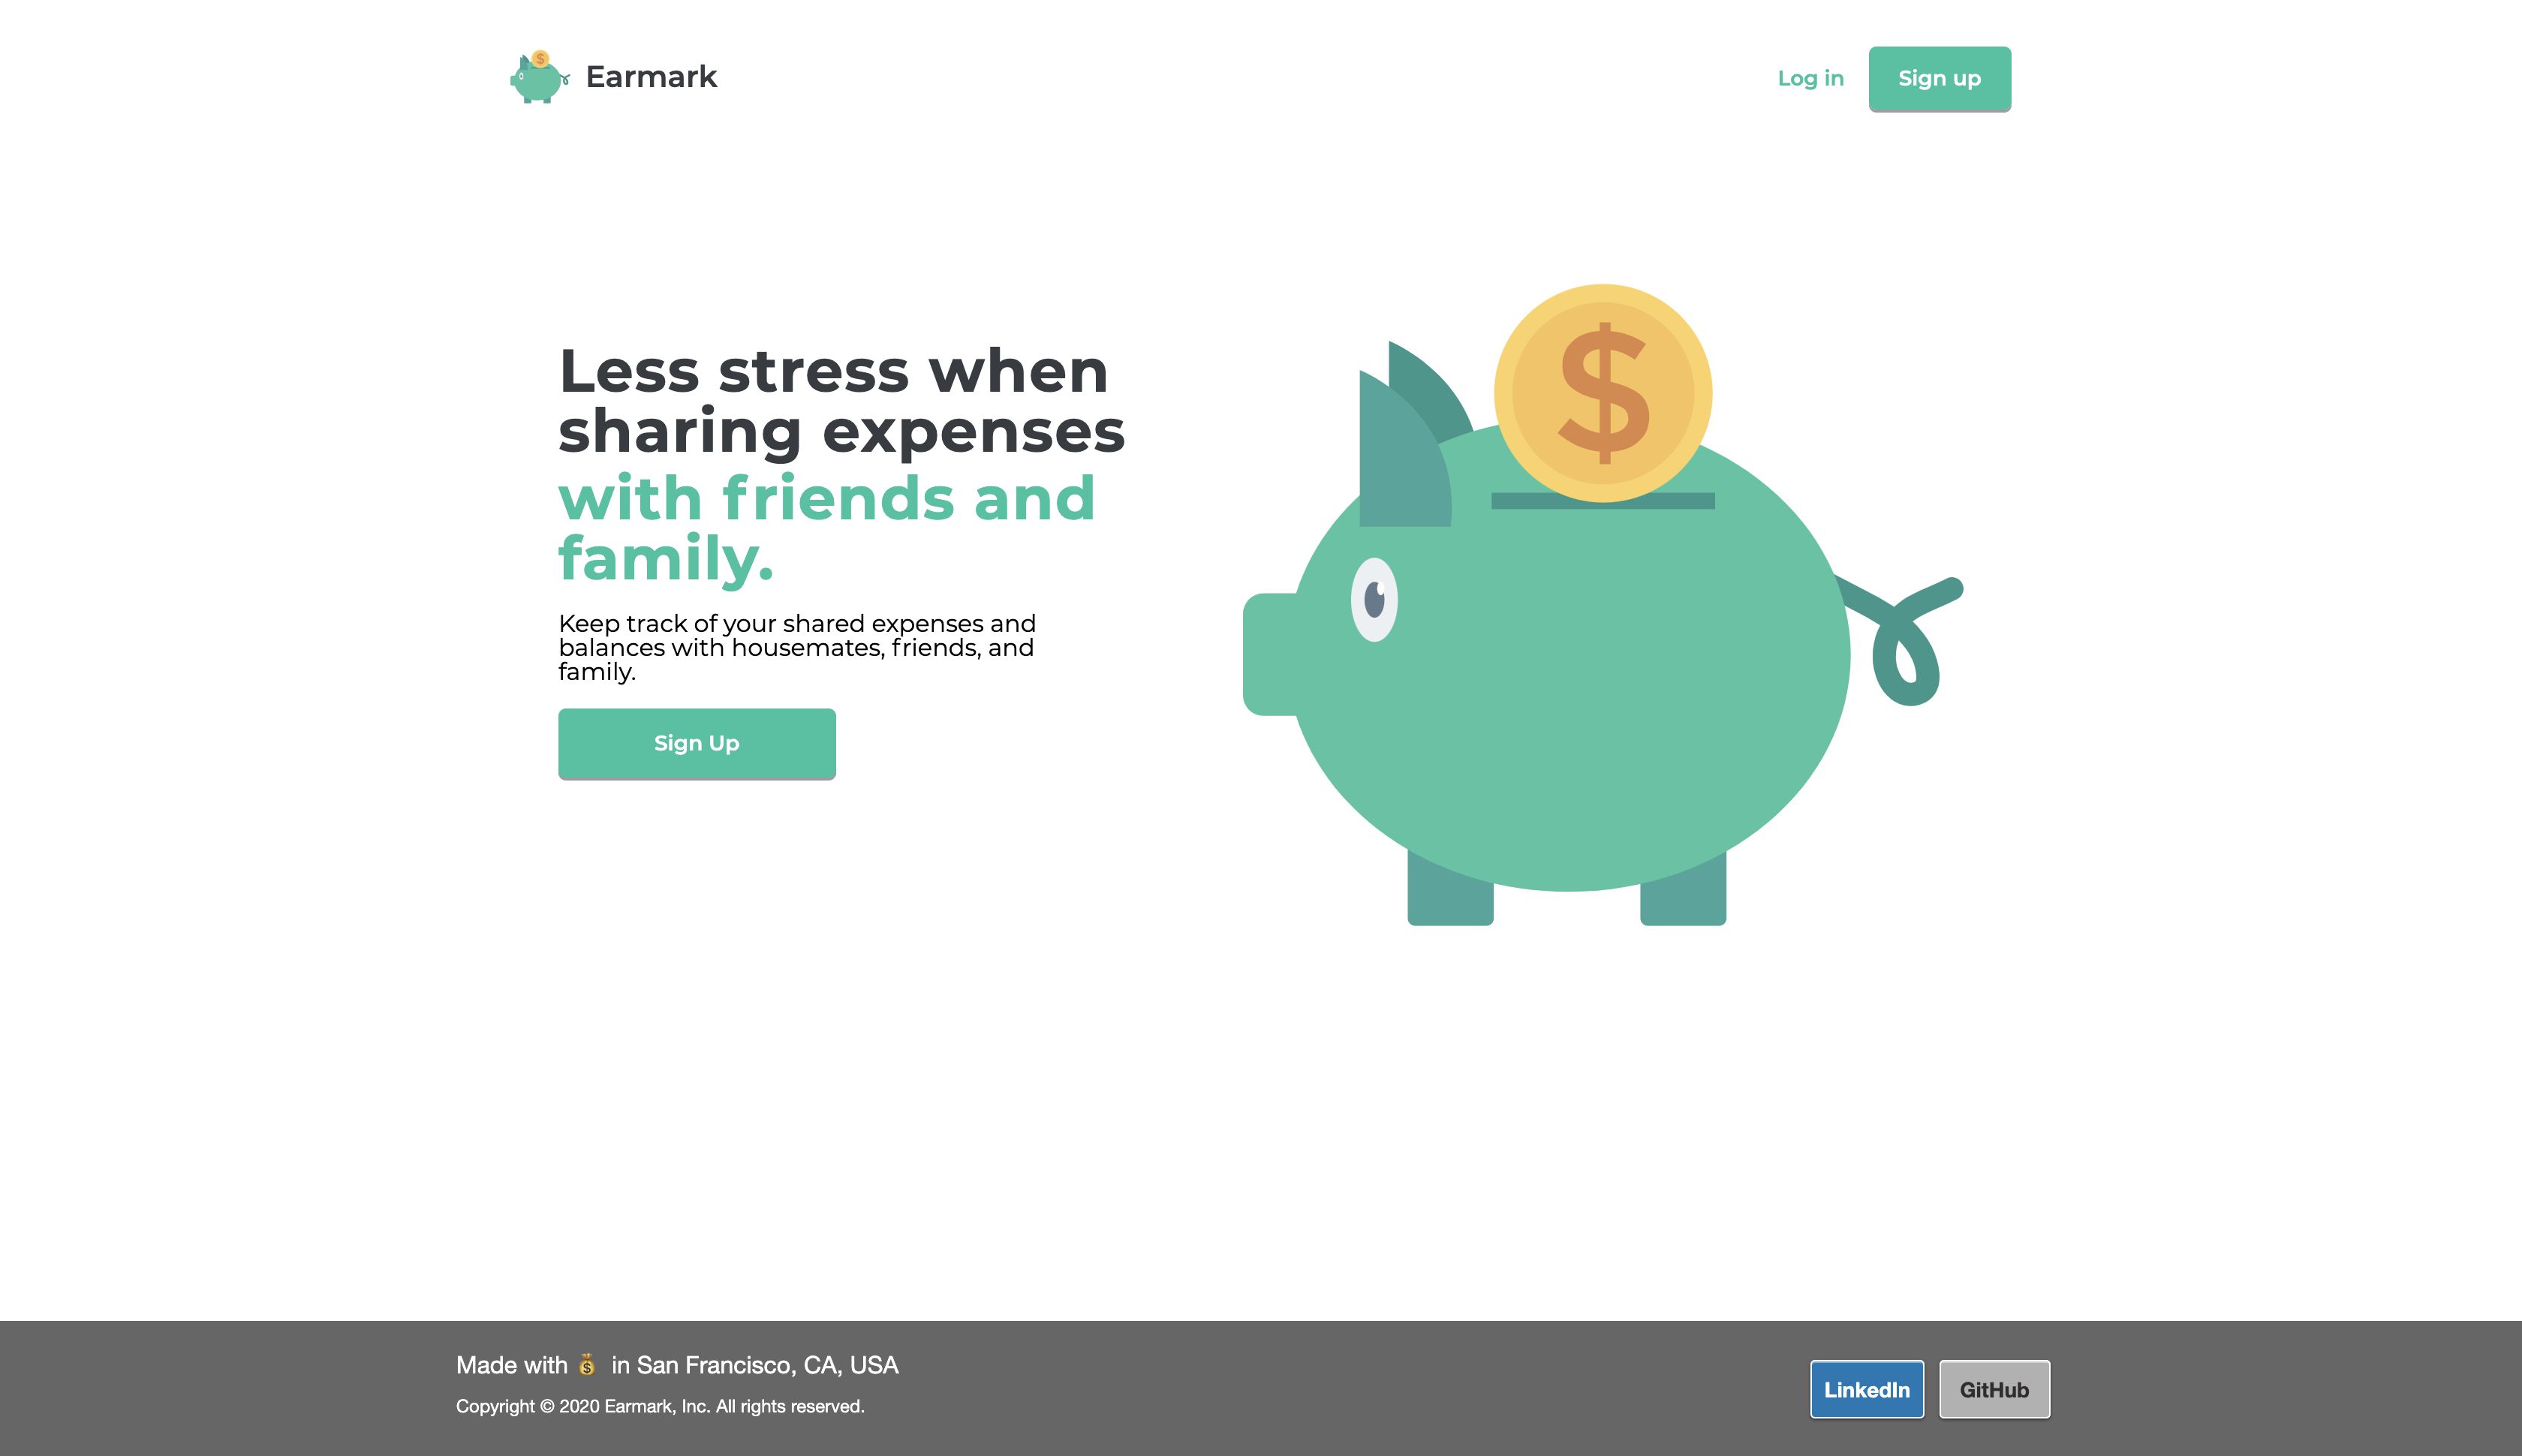 Earmark
Log in
Sign up
$
Less stress when
sharing expenses
with friends and
family.
Keep track of your shared expenses and
balances with housemates, friends, and
family.
Sign Up
Made with 💰 in San Francisco, CA, USA
Copyright © 2020 Earmark, Inc. All rights reserved.
LinkedIn
GitHub